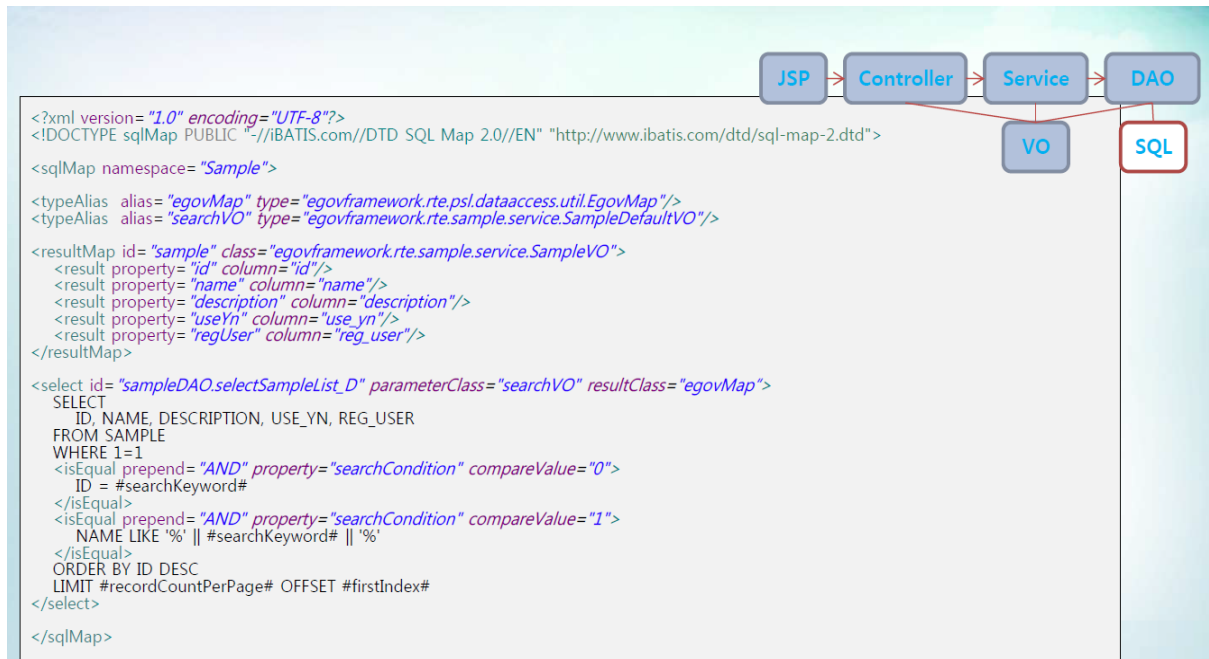 JSP Controller Service DAO
VO SQL
<?xml version="1.0" encoding="UTF-8"?>
<!DOCTYPE sqlMap PUBLIC "-//iBATIS.com//DTD SQL Map 2.0//EN" "http://www.ibatis.com/dtd/sql-map-2.dtd">
<sqlMap namespace="Sample">
<typeAlias alias="egovMap" type="egovframework.rte.psl.dataaccess.util.EgovMap"/>
<typeAlias alias="searchVO" type="egovframework.rte.sample.service.SampleDefaultVO"/>
<resultMap id="sample" class="egovframework.rte.sample.service.SampleVO">
<result property="id" column="id"/>
<result property="name" column="name"/>
<result property="description" column="description"/>
<result property="useYn" column="use_yn"/>
<result property="regUser" column="reg_user"/>
</resultMap>
<select id="sampleDAO.selectSampleList_D" parameterClass="searchVO" resultClass="egovMap">
SELECT
ID, NAME, DESCRIPTION, USE_YN, REG_USER
FROM SAMPLE
WHERE 1=1
<isEqual prepend="AND" property="searchCondition" compareValue="0">
ID = #searchKeyword#
</isEqual>
<isEqual prepend="AND" property="searchCondition" compareValue="1">
NAME LIKE '%' || #searchKeyword# || '%'
</isEqual>
ORDER BY ID DESC
LIMIT #recordCountPerPage# OFFSET #firstIndex#
</select>
</sqlMap>